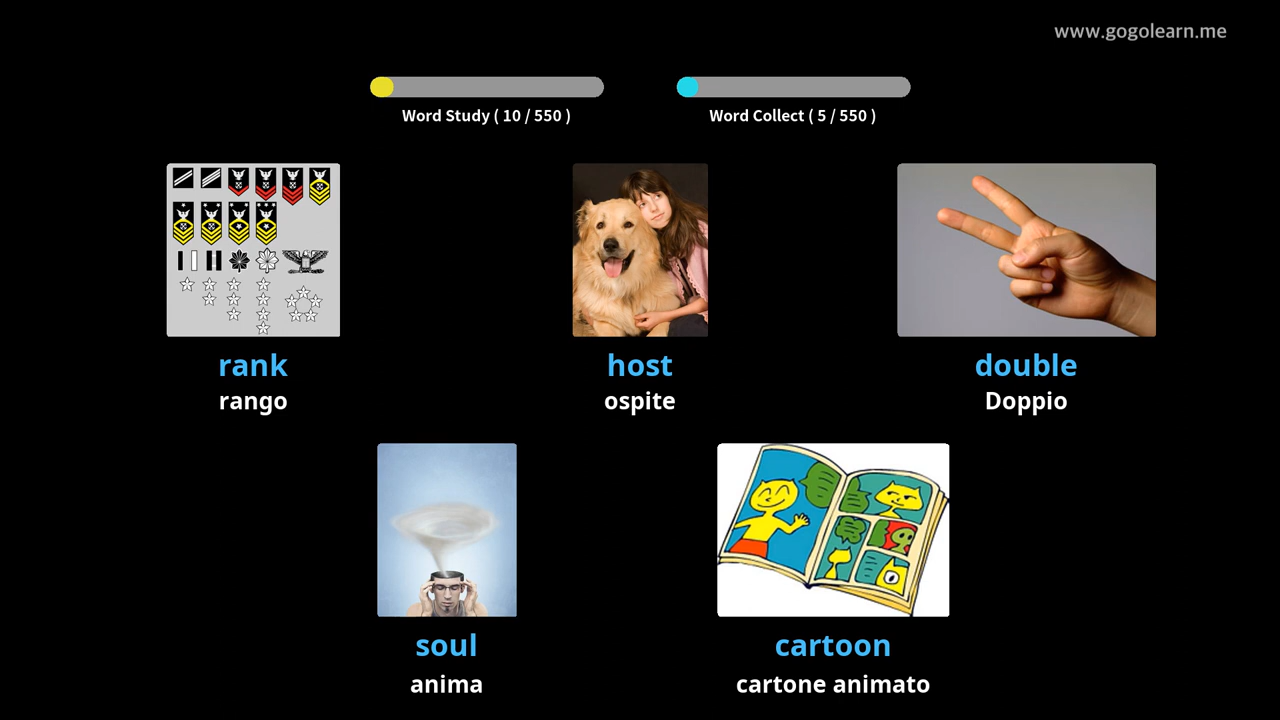 www.gogolearn.me
Word Study ( 10 / 550 )
Word Collect ( 5 / 550 )
rank
rango
host
ospite
double
Doppio
soul
anima
cartoon
cartone animato